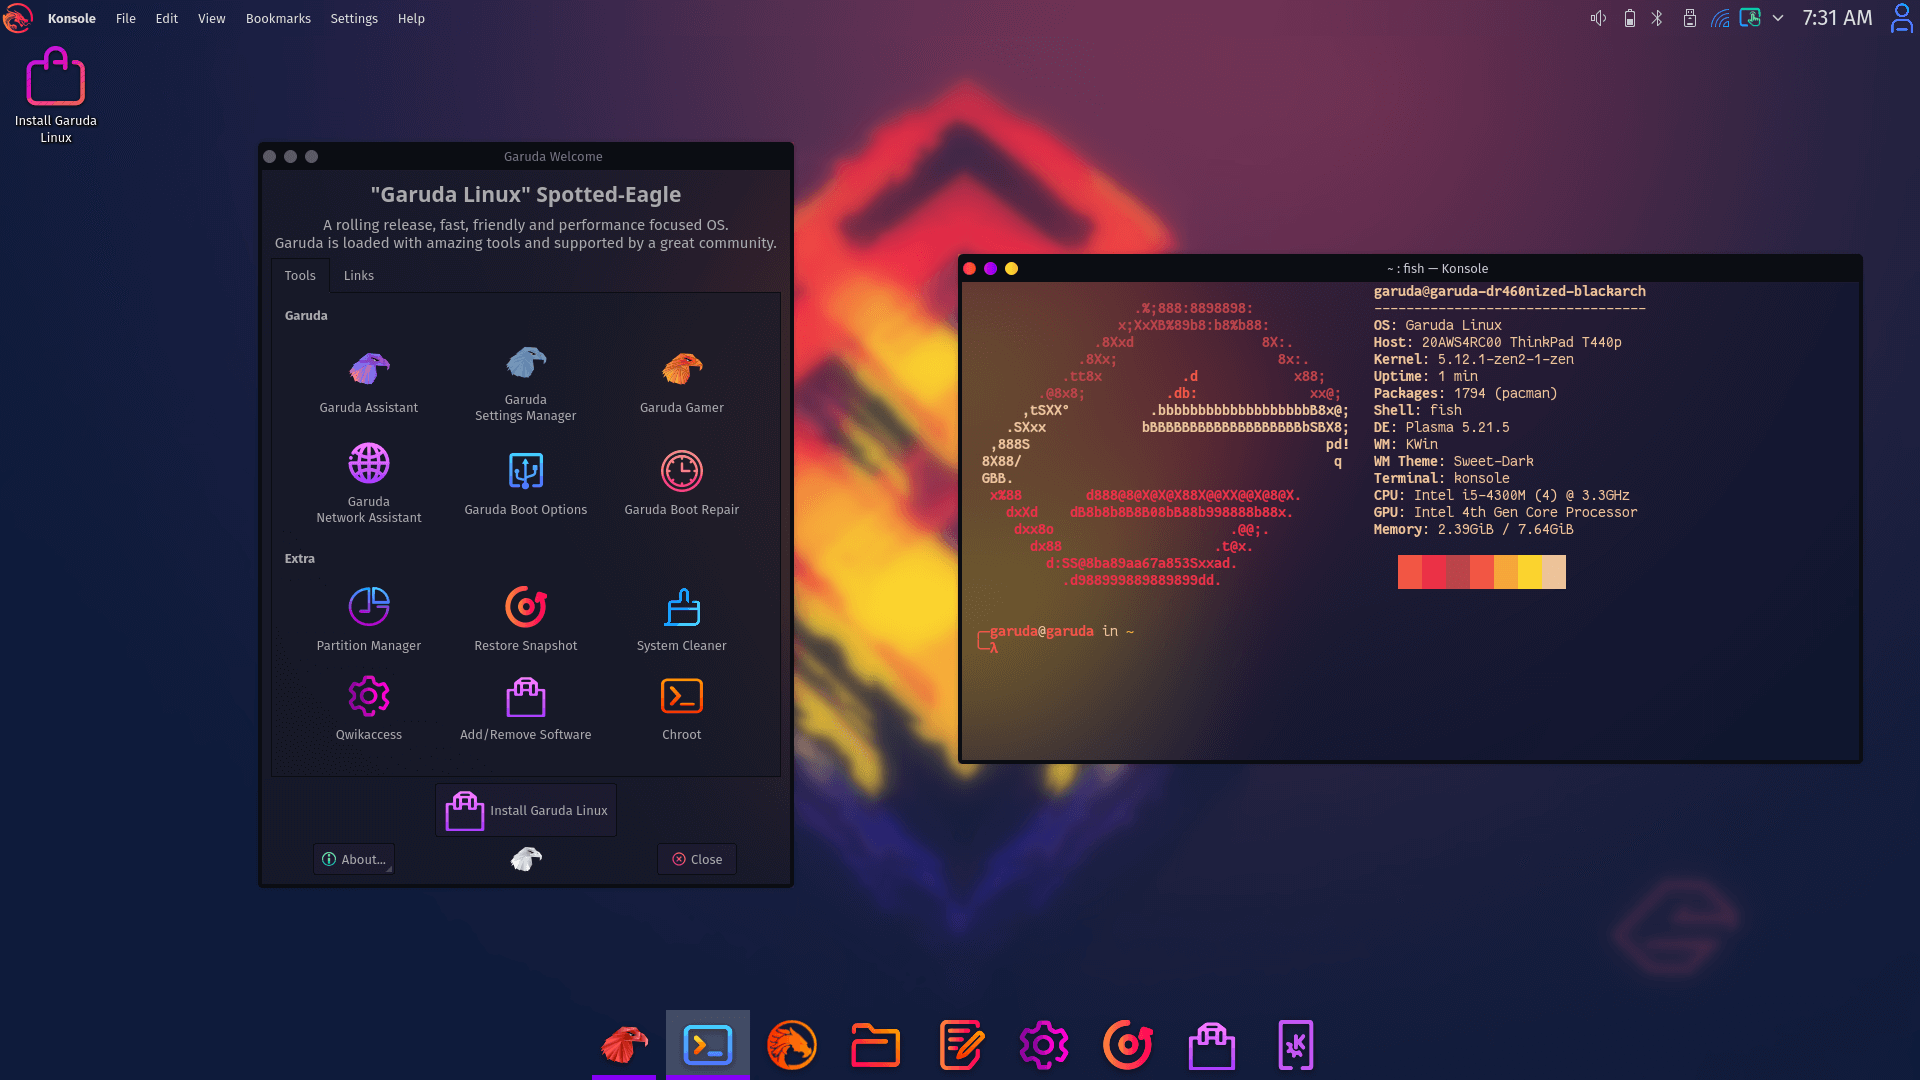 Konsole File Edit View Bookmarks Settings Help
7:31 AM
Install Garuda
Linux
Garuda Welcome
"Garuda Linux" Spotted-Eagle
A rolling release, fast, friendly and performance focused OS.
Garuda is loaded with amazing tools and supported by a great community.
Tools Links
Garuda
Garuda Assistant
Garuda
Settings Manager
Garuda Gamer
Garuda
Network Assistant
Garuda Boot Options
Garuda Boot Repair
Extra
Partition Manager
Restore Snapshot
System Cleaner
Qwikaccess
Add/Remove Software
Chroot
Install Garuda Linux
About...
Close
~ : fish — Konsole
.%;888:8898898:
x;XxXB%89b8:b8%b88:
.8Xxd 8X:.
.8Xx; 8x:.
.tt8x .d x88;
.@8x8; .db: xx@;
,tSXX° .bbbbbbbbbbbbbbbbbbbB8x@;
.SXxx bBBBBBBBBBBBBBBBBBBBbSBX8;
,888S pd!
8X88/ q
GBB.
x%88 d888@8@X@X@X88X@@XX@@X@8@X.
dxXd dB8b8b8B8B08bB88b998888b88x.
dxx8o .@@;.
dx88 .t@x.
d:SS@8ba89aa67a853Sxxad.
.d988999889889899dd.
garuda@garuda-dr460nized-blackarch
----------------------------------
OS: Garuda Linux
Host: 20AWS4RC00 ThinkPad T440p
Kernel: 5.12.1-zen2-1-zen
Uptime: 1 min
Packages: 1794 (pacman)
Shell: fish
DE: Plasma 5.21.5
WM: KWin
WM Theme: Sweet-Dark
Terminal: konsole
CPU: Intel i5-4300M (4) @ 3.3GHz
GPU: Intel 4th Gen Core Processor
Memory: 2.39GiB / 7.64GiB
╭─garuda@garuda in ~
╰─λ